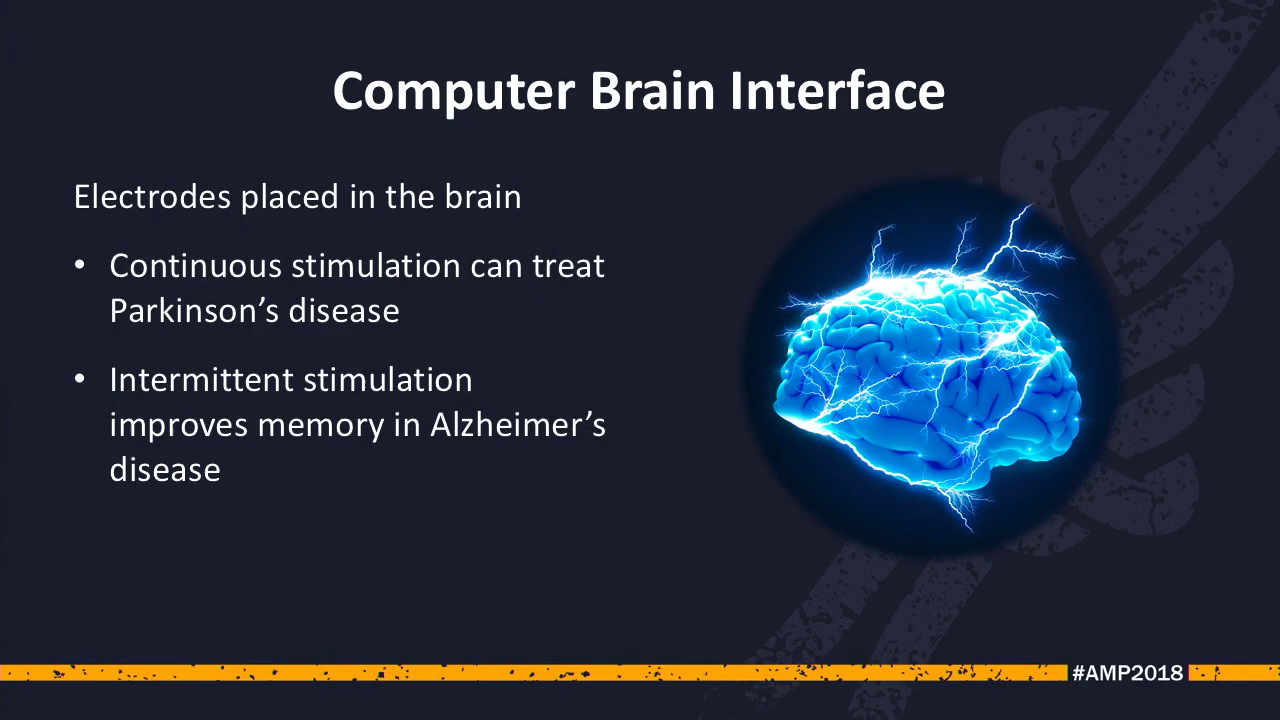 Computer Brain Interface
Electrodes placed in the brain
• Continuous stimulation can treat
Parkinson’s disease
• Intermittent stimulation
improves memory in Alzheimer’s
disease
#AMP2018